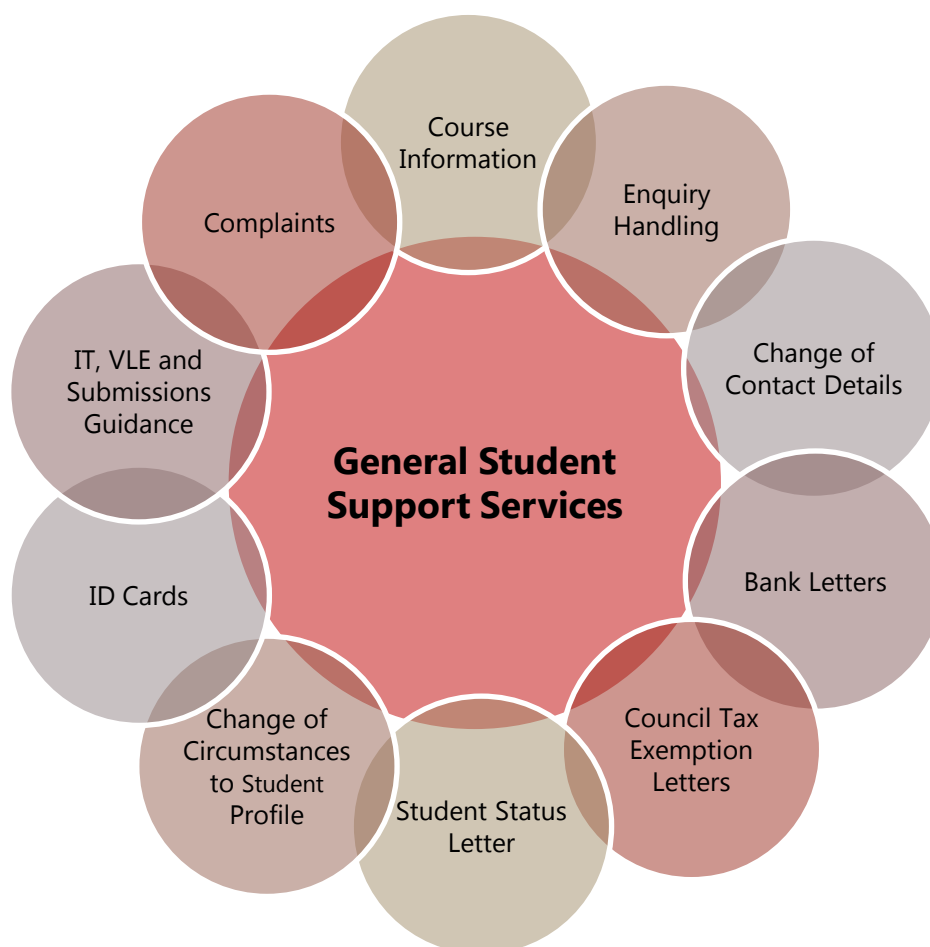 Course
Information
Enquiry
Handling
Change of
Contact Details
Bank Letters
Council Tax
Exemption
Letters
Student Status
Letter
Change of
Circumstances
to Student
Profile
ID Cards
IT, VLE and
Submissions
Guidance
Complaints
General Student
Support Services